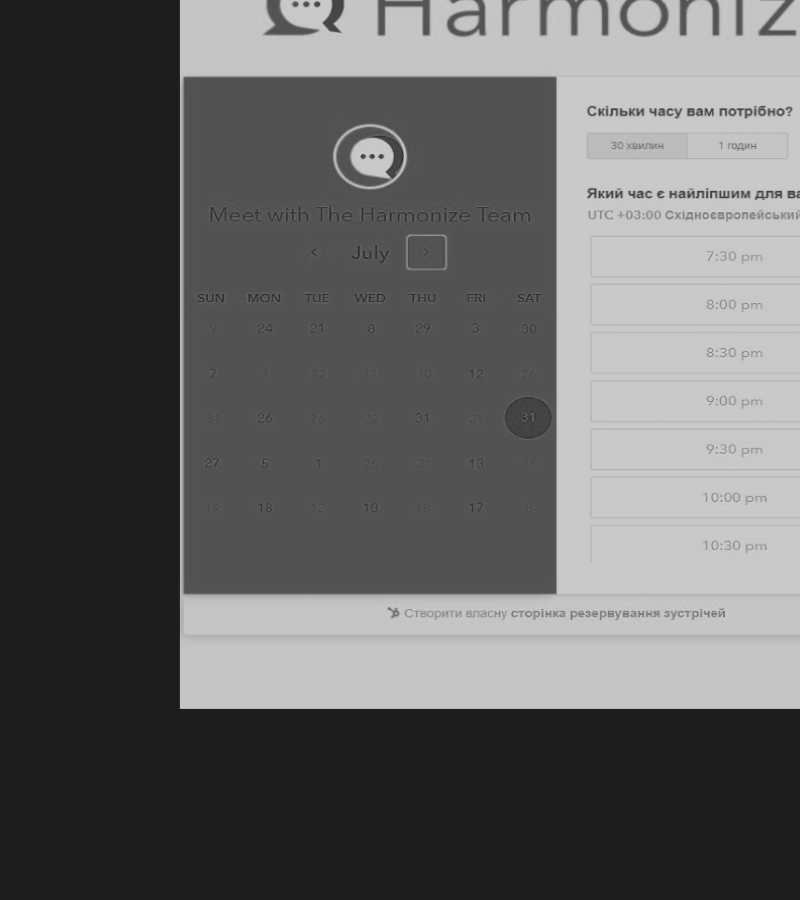 Harmoniz
Скільки часу вам потрібно?
30 хвилин 1 годин
Meet with The Harmonize Team
July
SUN MON TUE WED THU FRI SAT
9 24 21 8 29 3 30
7 1 22 11 10 12 26
31 26 26 22 31 21 31
27 5 1 26 21 13 16
19 18 12 10 18 17 8
Який час є найліпшим для ва
UTC +03:00 Східноєвропейський
7:30 pm
8:00 pm
8:30 pm
9:00 pm
9:30 pm
10:00 pm
10:30 pm
Створити власну сторінка резервування зустрічей